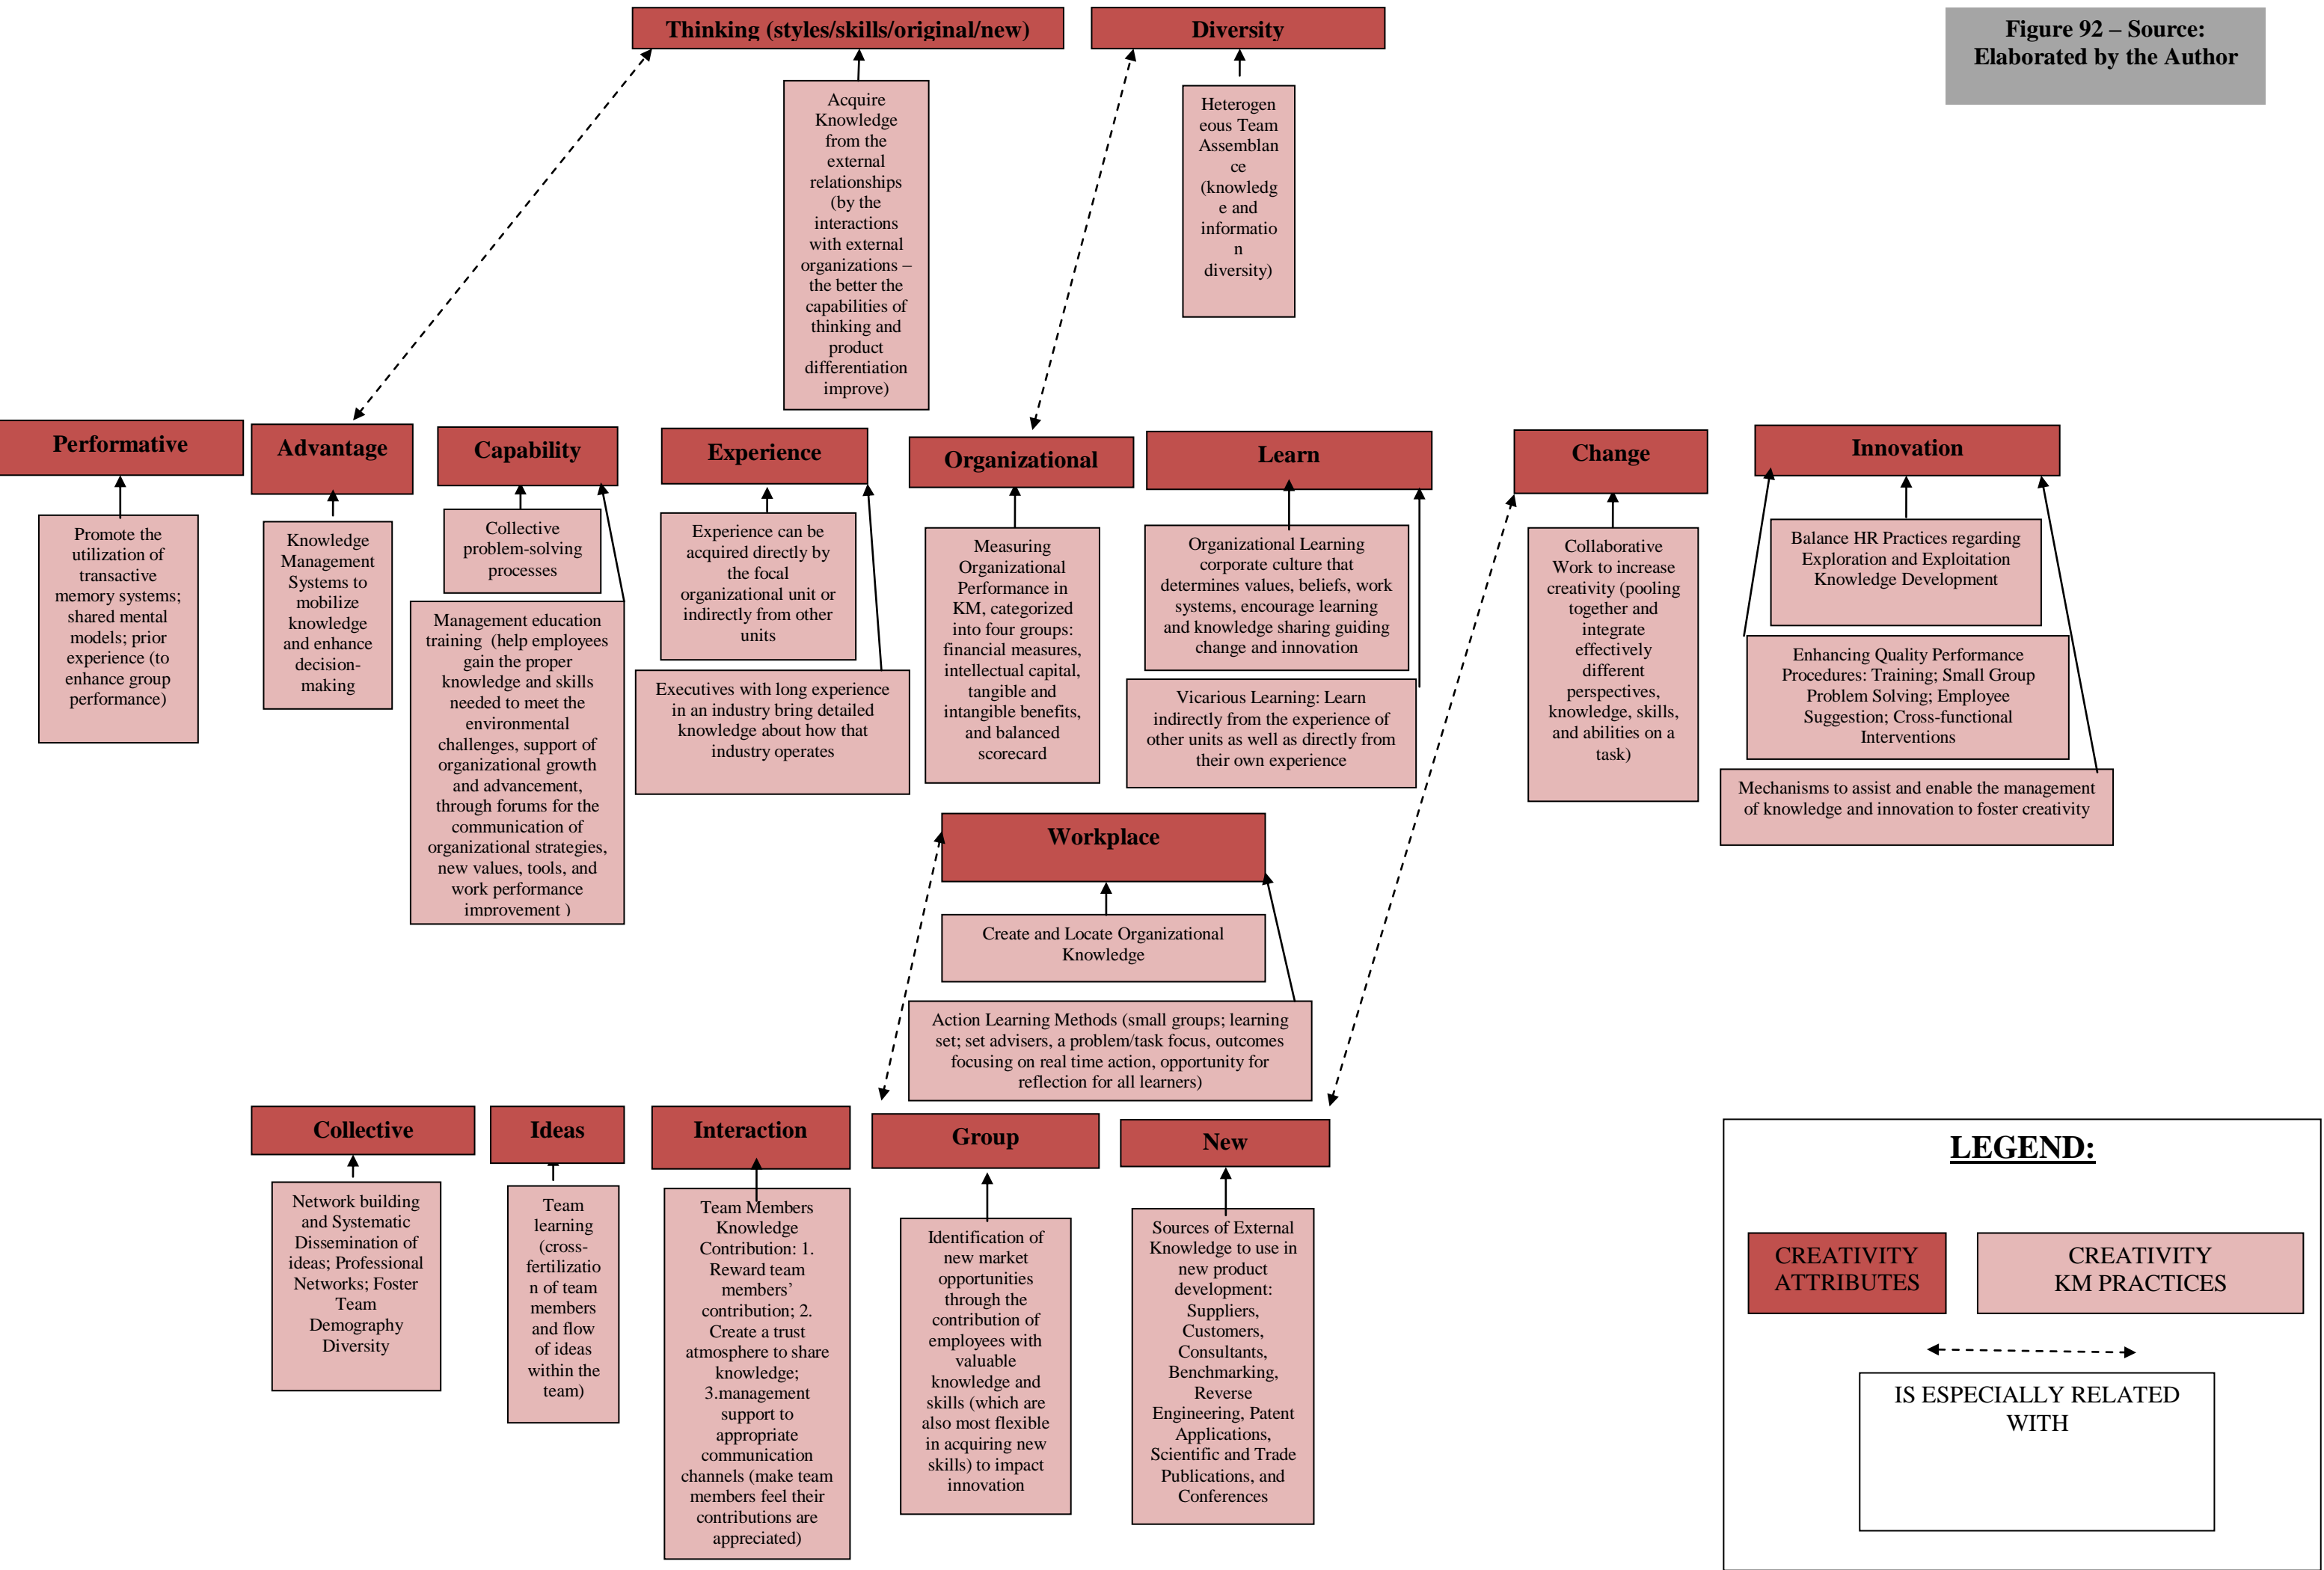 Thinking (styles/skills/original/new)
Diversity
Figure 92 – Source:
Elaborated by the Author
Acquire
Knowledge
from the
external
relationships
(by the
interactions
with external
organizations –
the better the
capabilities of
thinking and
product
differentiation
improve)
Heterogen
eous Team
Assemblan
ce
(knowledg
e and
informatio
n
diversity)
Performative
Advantage
Capability
Experience
Organizational
Learn
Change
Innovation
Promote the
utilization of
transactive
memory systems;
shared mental
models; prior
experience (to
enhance group
performance)
Knowledge
Management
Systems to
mobilize
knowledge
and enhance
decision-
making
Collective
problem-solving
processes
Management education
training  (help employees
gain the proper
knowledge and skills
needed to meet the
environmental
challenges, support of
organizational growth
and advancement,
through forums for the
communication of
organizational strategies,
new values, tools, and
work performance
improvement )
Experience can be
acquired directly by
the focal
organizational unit or
indirectly from other
units
Executives with long experience
in an industry bring detailed
knowledge about how that
industry operates
Measuring
Organizational
Performance in
KM, categorized
into four groups:
financial measures,
intellectual capital,
tangible and
intangible benefits,
and balanced
scorecard
Organizational Learning
corporate culture that
determines values, beliefs, work
systems, encourage learning
and knowledge sharing guiding
change and innovation
Vicarious Learning: Learn
indirectly from the experience of
other units as well as directly from
their own experience
Collaborative
Work to increase
creativity (pooling
together and
integrate
effectively
different
perspectives,
knowledge, skills,
and abilities on a
task)
Balance HR Practices regarding
Exploration and Exploitation
Knowledge Development
Enhancing Quality Performance
Procedures: Training; Small Group
Problem Solving; Employee
Suggestion; Cross-functional
Interventions
Mechanisms to assist and enable the management
of knowledge and innovation to foster creativity
Workplace
Create and Locate Organizational
Knowledge
Action Learning Methods (small groups; learning
set; set advisers, a problem/task focus, outcomes
focusing on real time action, opportunity for
reflection for all learners)
Collective
Ideas
Interaction
Group
New
Network building
and Systematic
Dissemination of
ideas; Professional
Networks; Foster
Team
Demography
Diversity
Team
learning
(cross-
fertilizatio
n of team
members
and flow
of ideas
within the
team)
Team Members
Knowledge
Contribution: 1.
Reward team
members’
contribution; 2.
Create a trust
atmosphere to share
knowledge;
3.management
support to
appropriate
communication
channels (make team
members feel their
contributions are
appreciated)
Identification of
new market
opportunities
through the
contribution of
employees with
valuable
knowledge and
skills (which are
also most flexible
in acquiring new
skills) to impact
innovation
Sources of External
Knowledge to use in
new product
development:
Suppliers,
Customers,
Consultants,
Benchmarking,
Reverse
Engineering, Patent
Applications,
Scientific and Trade
Publications, and
Conferences
LEGEND:
CREATIVITY
ATTRIBUTES
CREATIVITY
KM PRACTICES
IS ESPECIALLY RELATED
WITH